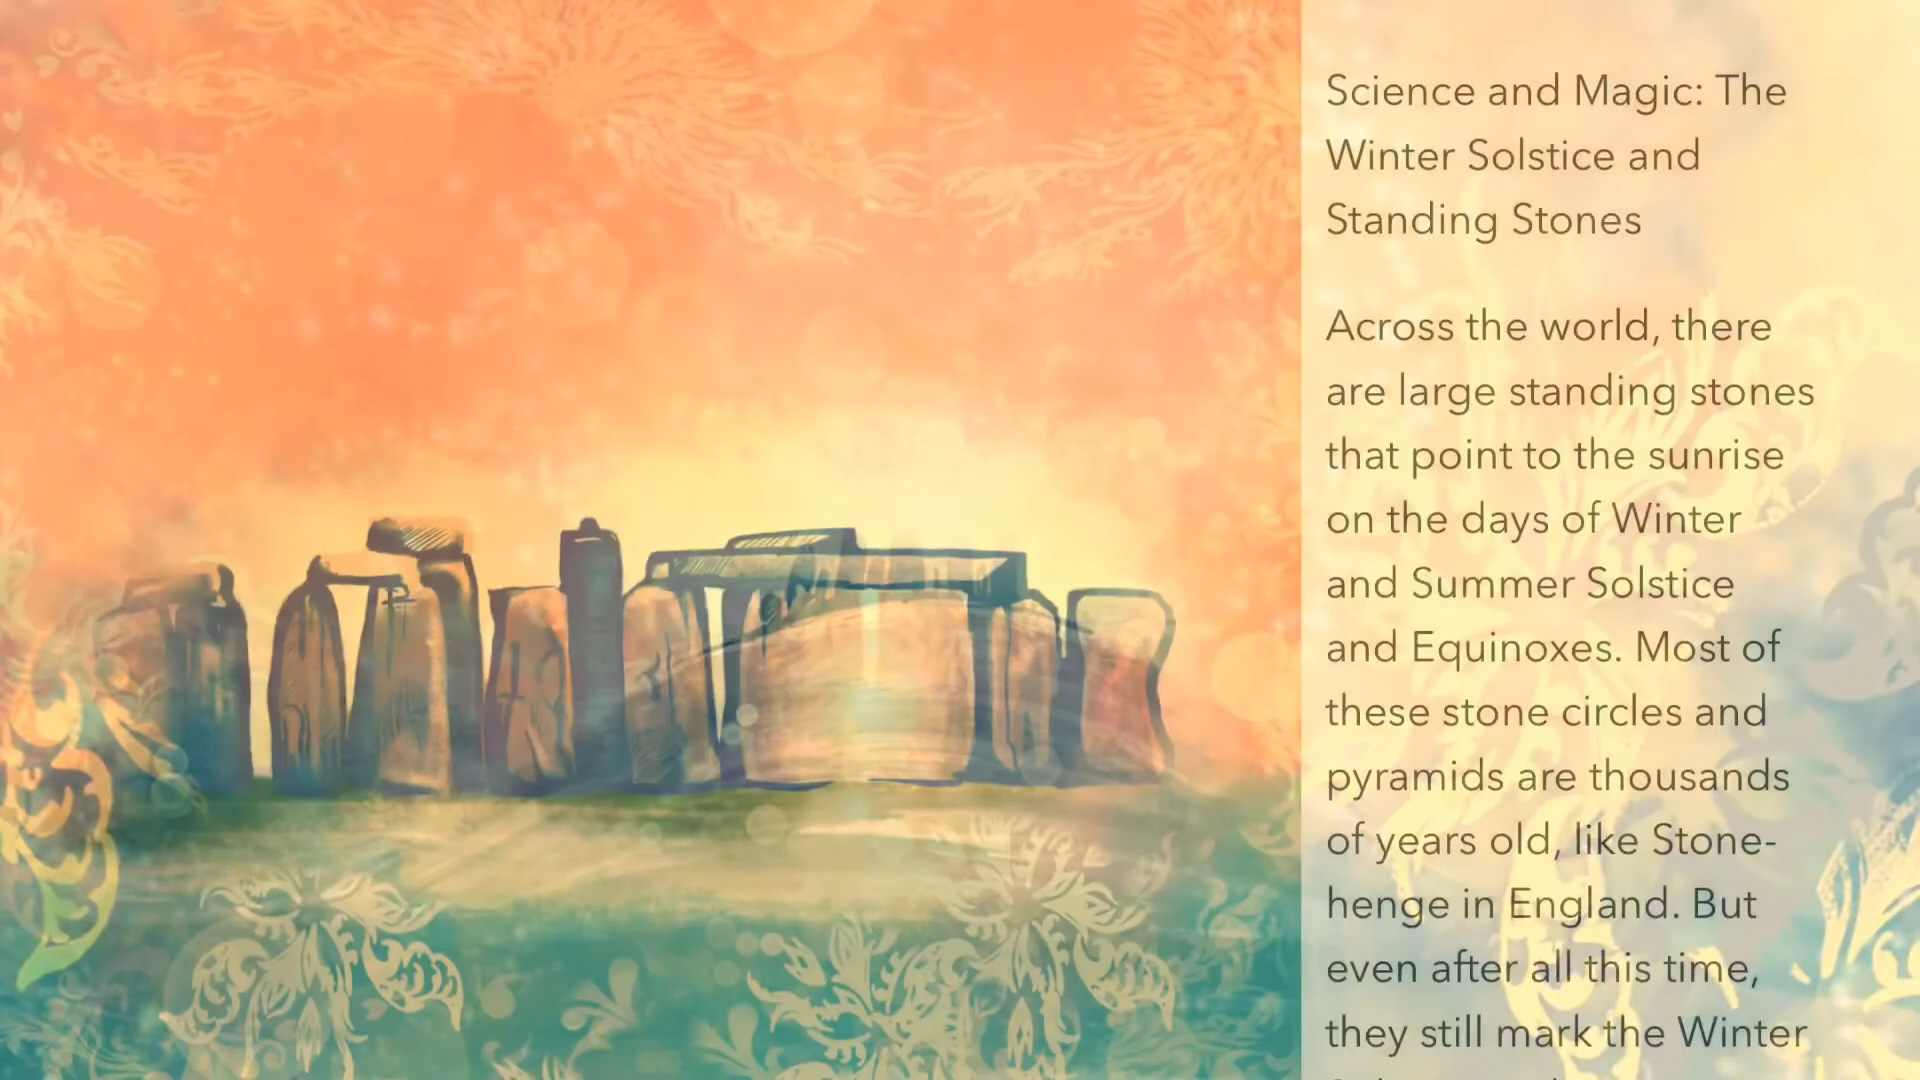 Science and Magic: The
Winter Solstice and
Standing Stones
Across the world, there
are large standing stones
that point to the sunrise
on the days of Winter
and Summer Solstice
and Equinoxes. Most of
these stone circles and
pyramids are thousands
of years old, like Stone-
henge in England. But
even after all this time,
they still mark the Winter